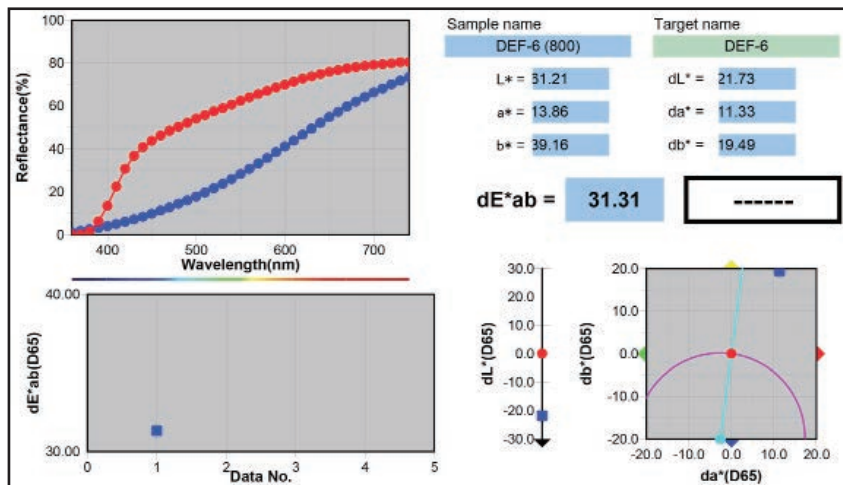 Sample name
Target name
DEF-6 (800)
DEF-6
L* = 61.21
dL* = 21.73
a* = 13.86
da* = 11.33
b* = 39.16
db* = 19.49
dE*ab = 31.31
------
Reflectance(%)
100
80
60
40
20
0
400 500 600 700
Wavelength(nm)
dE*ab(D65)
40.00
30.00
0 1 2 3 4 5
Data No.
dL*(D65)
30.0
20.0
10.0
0.0
-10.0
-20.0
-30.0
db*(D65)
20.0
10.0
0.0
-10.0
-20.0
-20.0 -10.0 0.0 10.0 20.0
da*(D65)